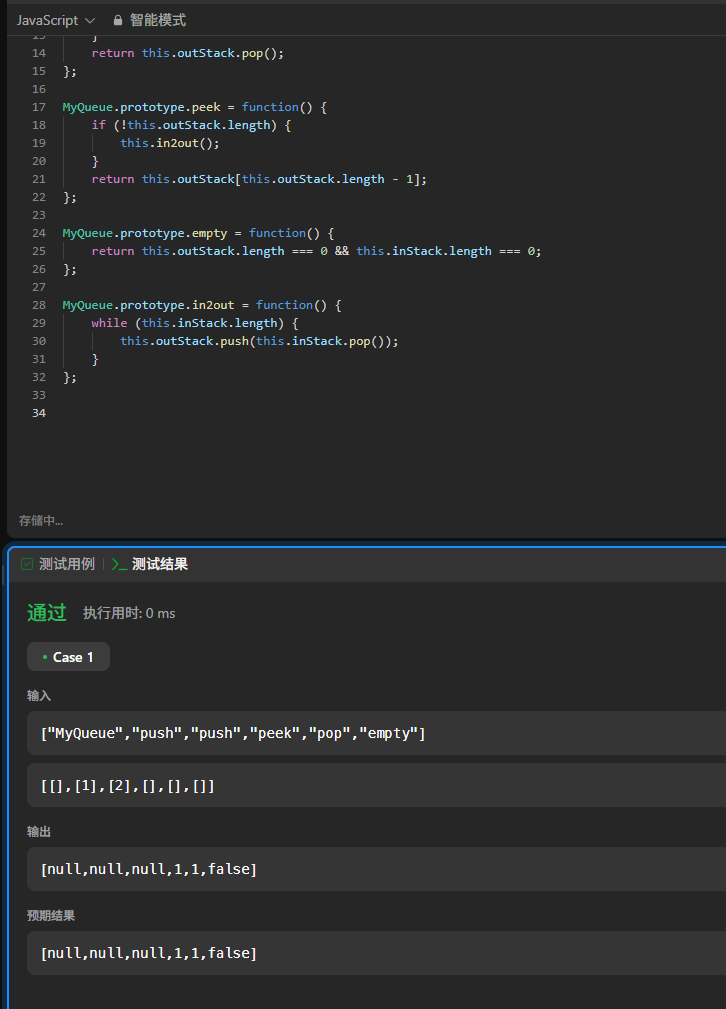 JavaScript 智能模式
13 }
14 return this.outStack.pop();
15 };
16
17 MyQueue.prototype.peek = function() {
18 if (!this.outStack.length) {
19 this.in2out();
20 }
21 return this.outStack[this.outStack.length - 1];
22 };
23
24 MyQueue.prototype.empty = function() {
25 return this.outStack.length === 0 && this.inStack.length === 0;
26 };
27
28 MyQueue.prototype.in2out = function() {
29 while (this.inStack.length) {
30 this.outStack.push(this.inStack.pop());
31 }
32 };
33
34
存储中...
测试用例 | >_ 测试结果
通过 执行用时: 0 ms
• Case 1
输入
["MyQueue","push","push","peek","pop","empty"]
[[],[1],[2],[],[],[]]
输出
[null,null,null,1,1,false]
预期结果
[null,null,null,1,1,false]